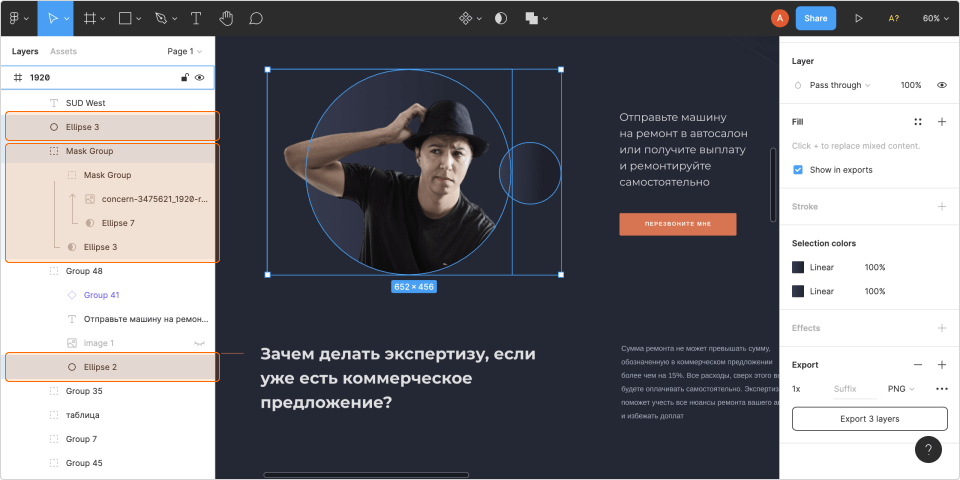 A
Share
A?
60%
Layers
Assets
Page 1
1920
SUD West
Ellipse 3
Mask Group
Mask Group
concern-3475621_1920-r...
Ellipse 7
Ellipse 3
Group 48
Group 41
Отправьте машину на ремон...
image 1
Ellipse 2
Group 35
таблица
Group 7
Group 45
652 × 456
Отправьте машину
на ремонт в автосалон
или получите выплату
и ремонтируйте
самостоятельно
ПЕРЕЗВОНИТЕ МНЕ
Зачем делать экспертизу, если
уже есть коммерческое
предложение?
Сумма ремонта не может превышать сумму,
обозначенную в коммерческом предложении
более чем на 15%. Все расходы, сверх этого вы
будете оплачивать самостоятельно. Экспертиз
поможет учесть все нюансы ремонта вашего ав
и избежать доплат
Layer
Pass through
100%
Fill
Click + to replace mixed content.
Show in exports
Stroke
Selection colors
Linear
100%
Linear
100%
Effects
Export
1x
Suffix
PNG
Export 3 layers
?